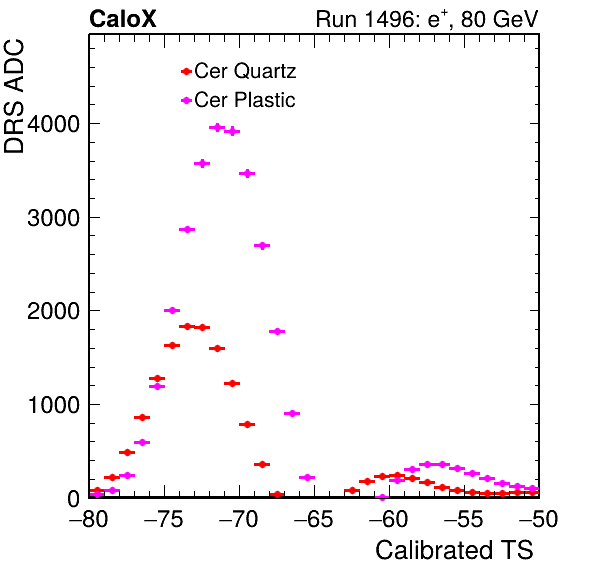 CaloX Run 1496: e⁺, 80 GeV
DRS ADC
Cer Quartz
Cer Plastic
4000
3000
2000
1000
0
−80 −75 −70 −65 −60 −55 −50
Calibrated TS